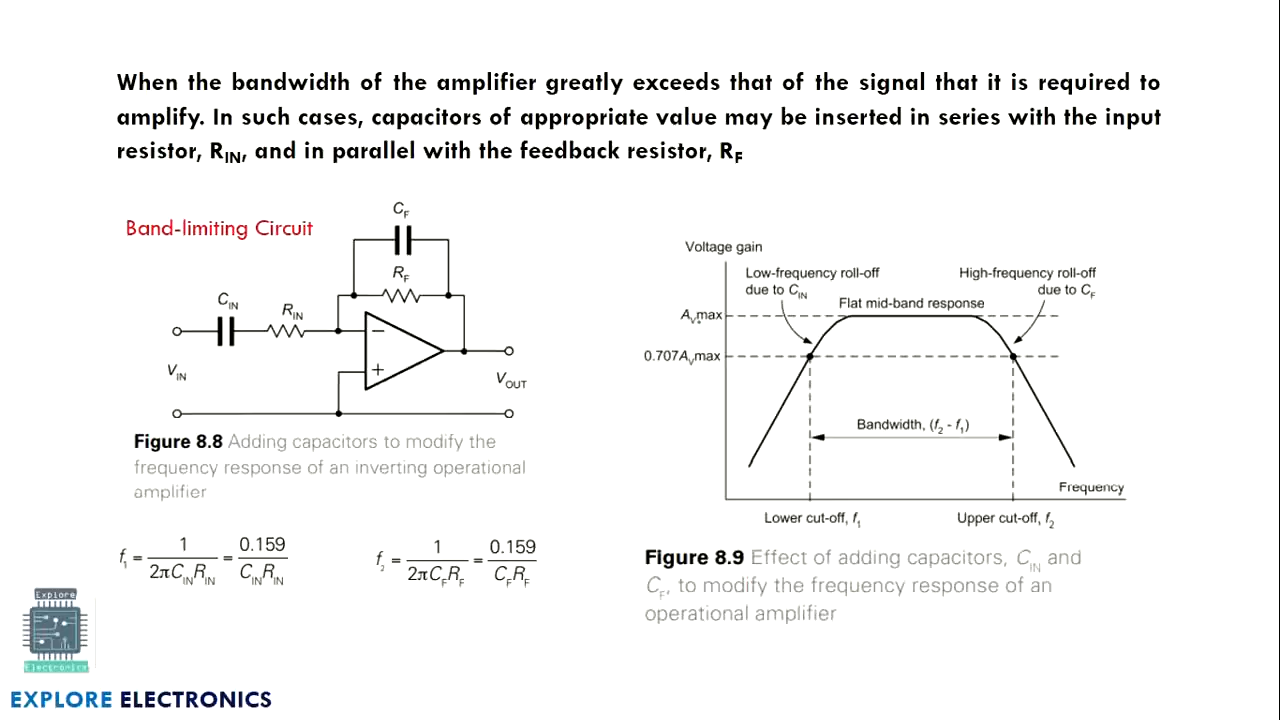 When the bandwidth of the amplifier greatly exceeds that of the signal that it is required to
amplify. In such cases, capacitors of appropriate value may be inserted in series with the input
resistor, RIN, and in parallel with the feedback resistor, RF
Band-limiting Circuit
CF
RF
CIN
RIN
−
+
VIN
VOUT
Figure 8.8 Adding capacitors to modify the
frequency response of an inverting operational
amplifier
f1 = 1 / 2πCINRIN = 0.159 / CINRIN
f2 = 1 / 2πCFRF = 0.159 / CFRF
Voltage gain
Low-frequency roll-off
due to CIN
High-frequency roll-off
due to CF
Flat mid-band response
Avmax
0.707Avmax
Bandwidth, (f2 - f1)
Frequency
Lower cut-off, f1
Upper cut-off, f2
Figure 8.9 Effect of adding capacitors, CIN and
CF, to modify the frequency response of an
operational amplifier
Explore
Electronics
EXPLORE ELECTRONICS